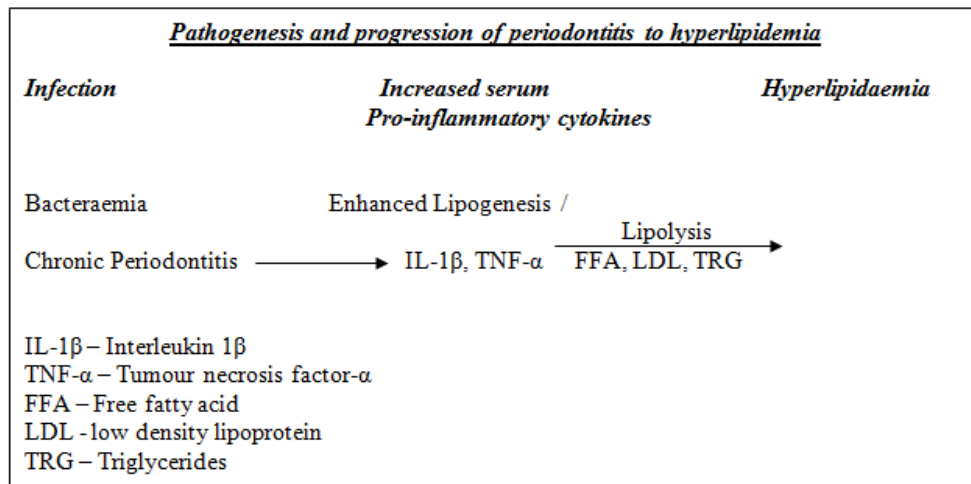 Pathogenesis and progression of periodontitis to hyperlipidemia
Infection Increased serum Hyperlipidaemia
Pro-inflammatory cytokines
Bacteraemia Enhanced Lipogenesis /
Lipolysis
Chronic Periodontitis IL-1β, TNF-α FFA, LDL, TRG
IL-1β – Interleukin 1β
TNF-α – Tumour necrosis factor-α
FFA – Free fatty acid
LDL - low density lipoprotein
TRG – Triglycerides